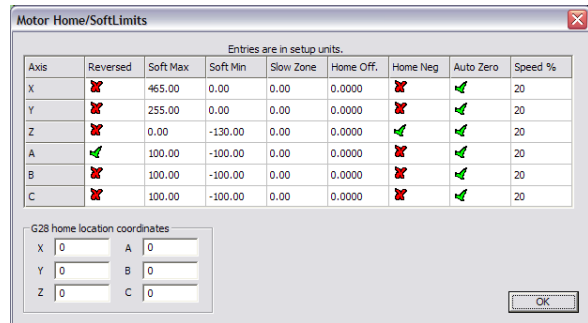 Motor Home/SoftLimits
Entries are in setup units.
Axis Reversed Soft Max Soft Min Slow Zone Home Off. Home Neg Auto Zero Speed %
X 465.00 0.00 0.00 0.0000 20
Y 255.00 0.00 0.00 0.0000 20
Z 0.00 -130.00 0.00 0.0000 20
A 100.00 -100.00 0.00 0.0000 20
B 100.00 -100.00 0.00 0.0000 20
C 100.00 -100.00 0.00 0.0000 20
G28 home location coordinates
X 0 A 0
Y 0 B 0
Z 0 C 0
OK